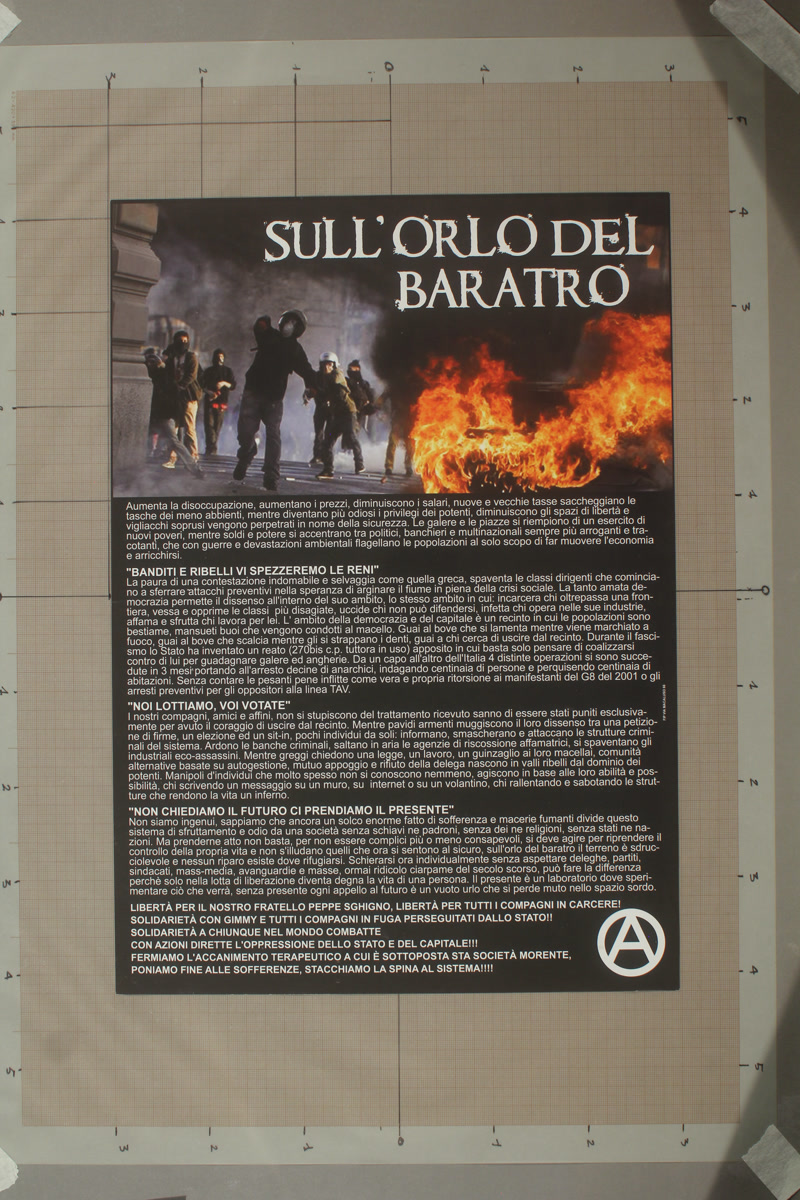 SULL'ORLO DEL
BARATRO
Aumenta la disoccupazione, aumentano i prezzi, diminuiscono i salari, nuove e vecchie tasse saccheggiano le
tasche dei meno abbienti, mentre diventano più odiosi i privilegi dei potenti, diminuiscono gli spazi di libertà e
vigliacchi soprusi vengono perpetrati in nome della sicurezza. Le galere e le piazze si riempiono di un esercito di
nuovi poveri, mentre soldi e potere si accentrano tra politici, banchieri e multinazionali sempre più arroganti e tra-
cotanti, che con guerre e devastazioni ambientali flagellano le popolazioni al solo scopo di far muovere l'economia
e arricchirsi.
"BANDITI E RIBELLI VI SPEZZEREMO LE RENI"
La paura di una contestazione indomabile e selvaggia come quella greca, spaventa le classi dirigenti che comincia-
no a sferrare attacchi preventivi nella speranza di arginare il fiume in piena della crisi sociale. La tanto amata de-
mocrazia permette il dissenso all'interno del suo ambito, lo stesso ambito in cui: incarcera chi oltrepassa una fron-
tiera, vessa e opprime le classi più disagiate, uccide chi non può difendersi, infetta chi opera nelle sue industrie,
affama e sfrutta chi lavora per lei. L' ambito della democrazia e del capitale è un recinto in cui le popolazioni sono
bestiame, mansueti buoi che vengono condotti al macello. Guai al bove che si lamenta mentre viene marchiato a
fuoco, guai al bove che scalcia mentre gli si strappano i denti, guai a chi cerca di uscire dal recinto. Durante il fasci-
smo lo Stato ha inventato un reato (270bis c.p. tuttora in uso) apposito in cui basta solo pensare di coalizzarsi
contro di lui per guadagnare galere ed angherie. Da un capo all'altro dell'Italia 4 distinte operazioni si sono succe-
dute in 3 mesi portando all'arresto decine di anarchici, indagando centinaia di persone e perquisendo centinaia di
abitazioni. Senza contare le pesanti pene inflitte come vera e propria ritorsione ai manifestanti del G8 del 2001 o gli
arresti preventivi per gli oppositori alla linea TAV.
"NOI LOTTIAMO, VOI VOTATE"
I nostri compagni, amici e affini, non si stupiscono del trattamento ricevuto sanno di essere stati puniti esclusiva-
mente per avuto il coraggio di uscire dal recinto. Mentre pavidi armenti muggiscono il loro dissenso tra una petizio-
ne di firme, un elezione ed un sit-in, pochi individui da soli: informano, smascherano e attaccano le strutture crimi-
nali del sistema. Ardono le banche criminali, saltano in aria le agenzie di riscossione affamatrici, si spaventano gli
industriali eco-assassini. Mentre greggi chiedono una legge, un lavoro, un guinzaglio ai loro macellai, comunità
alternative basate su autogestione, mutuo appoggio e rifiuto della delega nascono in valli ribelli dal dominio dei
potenti. Manipoli d'individui che molto spesso non si conoscono nemmeno, agiscono in base alle loro abilità e pos-
sibilità, chi scrivendo un messaggio su un muro, su internet o su un volantino, chi rallentando e sabotando le strut-
ture che rendono la vita un inferno.
"NON CHIEDIAMO IL FUTURO CI PRENDIAMO IL PRESENTE"
Non siamo ingenui, sappiamo che ancora un solco enorme fatto di sofferenza e macerie fumanti divide questo
sistema di sfruttamento e odio da una società senza schiavi ne padroni, senza dei ne religioni, senza stati ne na-
zioni. Ma prenderne atto non basta, per non essere complici più o meno consapevoli, si deve agire per riprendere il
controllo della propria vita e non s'illudano quelli che ora si sentono al sicuro, sull'orlo del baratro il terreno è sdruc-
ciolevole e nessun riparo esiste dove rifugiarsi. Schierarsi ora individualmente senza aspettare deleghe, partiti,
sindacati, mass-media, avanguardie e masse, ormai ridicolo ciarpame del secolo scorso, può fare la differenza
perchè solo nella lotta di liberazione diventa degna la vita di una persona. Il presente è un laboratorio dove speri-
mentare ciò che verrà, senza presente ogni appello al futuro è un vuoto urlo che si perde muto nello spazio sordo.
LIBERTÀ PER IL NOSTRO FRATELLO PEPPE SGHIGNO, LIBERTÀ PER TUTTI I COMPAGNI IN CARCERE!
SOLIDARIETÀ CON GIMMY E TUTTI I COMPAGNI IN FUGA PERSEGUITATI DALLO STATO!!
SOLIDARIETÀ A CHIUNQUE NEL MONDO COMBATTE
CON AZIONI DIRETTE L'OPPRESSIONE DELLO STATO E DEL CAPITALE!!!
FERMIAMO L'ACCANIMENTO TERAPEUTICO A CUI È SOTTOPOSTA STA SOCIETÀ MORENTE,
PONIAMO FINE ALLE SOFFERENZE, STACCHIAMO LA SPINA AL SISTEMA!!!!